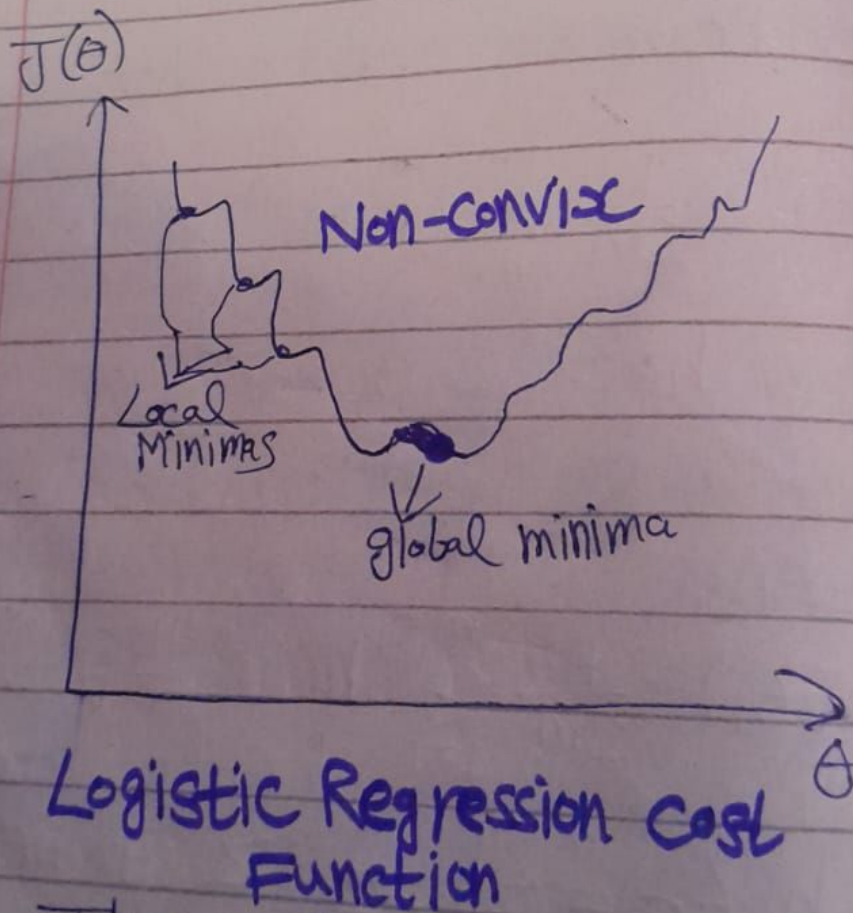 J(θ)
Non-Convix
Local
Minimas
global minima
θ
Logistic Regression Cost
Function